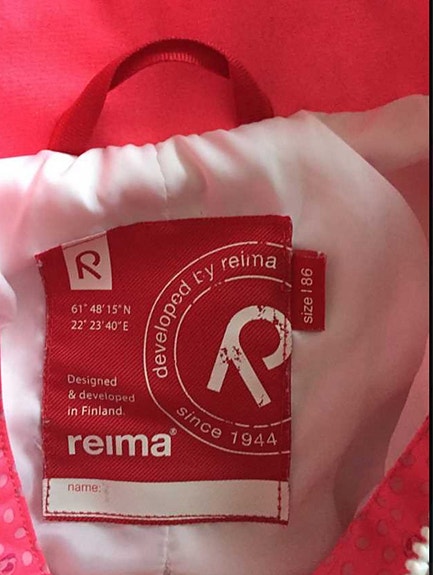 R
61° 48'15"N
22° 23'40"E
Designed
& developed
in Finland.
reima®
name:
developed by reima
R
since 1944
size | 86